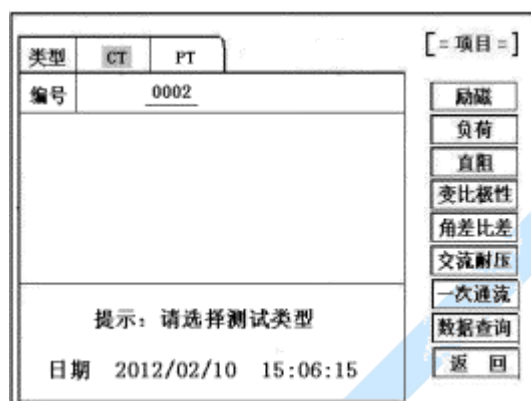 类型 CT PT
编号 0002
提示：请选择测试类型
日期 2012/02/10 15:06:15
[=项目=]
励磁
负荷
直阻
变比极性
角差比差
交流耐压
一次通流
数据查询
返 回